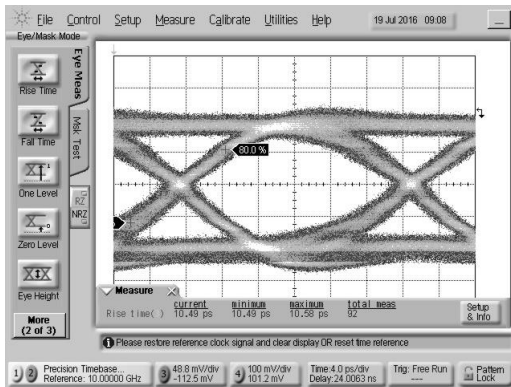 File Control Setup Measure Calibrate Utilities Help 19 Jul 2016 09:08
Eye/Mask Mode
Eye Meas
Msk Test
RZ
NRZ
Rise Time
Fall Time
One Level
Zero Level
Eye Height
More
(2 of 3)
80.0 %
Measure
current minimum maximum total meas
Rise time( ) 10.49 ps 10.49 ps 10.58 ps 92
Setup
& Info
Please restore reference clock signal and clear display OR reset time reference
1) 2) Precision Timebase...
Reference: 10.00000 GHz
3) 48.8 mV/div
-112.5 mV
4) 100 mV/div
101.2 mV
Time:4.0 ps/div
Delay:24.0063 ns
Trig: Free Run
---
Pattern
Lock